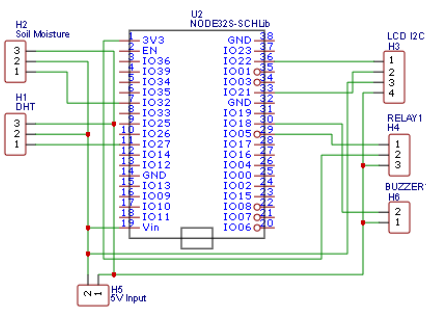 U2
NODE32S-SCHLib
H2
Soil Moisture
3
2
1
H1
DHT
3
2
1
1 3V3
2 EN
3 IO36
4 IO39
5 IO34
6 IO35
7 IO32
8 IO33
9 IO25
10 IO26
11 IO27
12 IO14
13 IO12
14 GND
15 IO13
16 IO09
17 IO10
18 IO11
19 Vin
GND 38
IO23 37
IO22 36
IO01 35
IO03 34
IO21 33
GND 32
IO19 31
IO18 30
IO05 29
IO17 28
IO16 27
IO04 26
IO00 25
IO02 24
IO15 23
IO08 22
IO07 21
IO06 20
LCD I2C
H3
1
2
3
4
RELAY1
H4
1
2
3
BUZZER1
H6
2
1
2 1
H5
5V Input